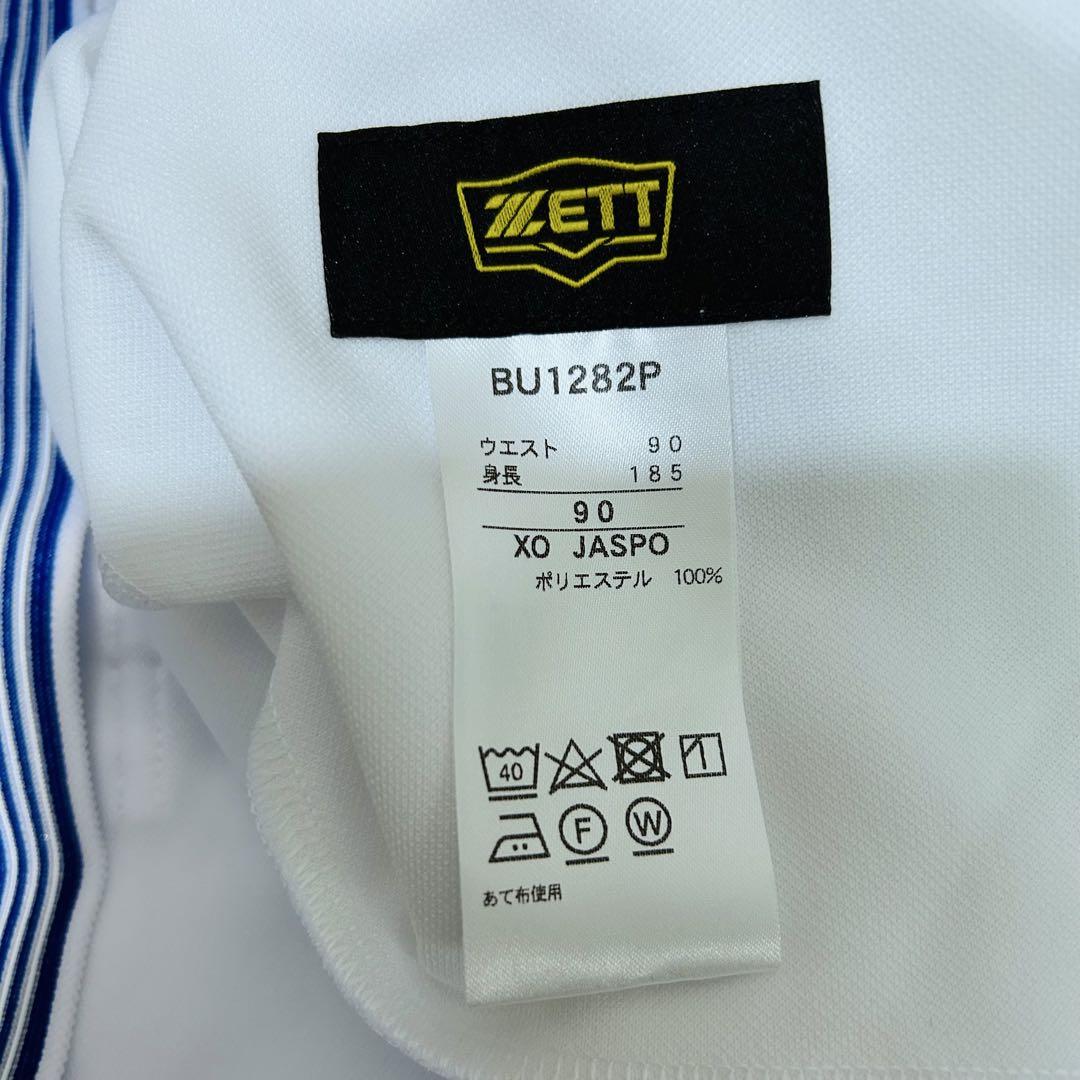 ZETT
BU1282P
ウエスト 90
身長 185
90
XO JASPO
ポリエステル 100%
40
F W
あて布使用